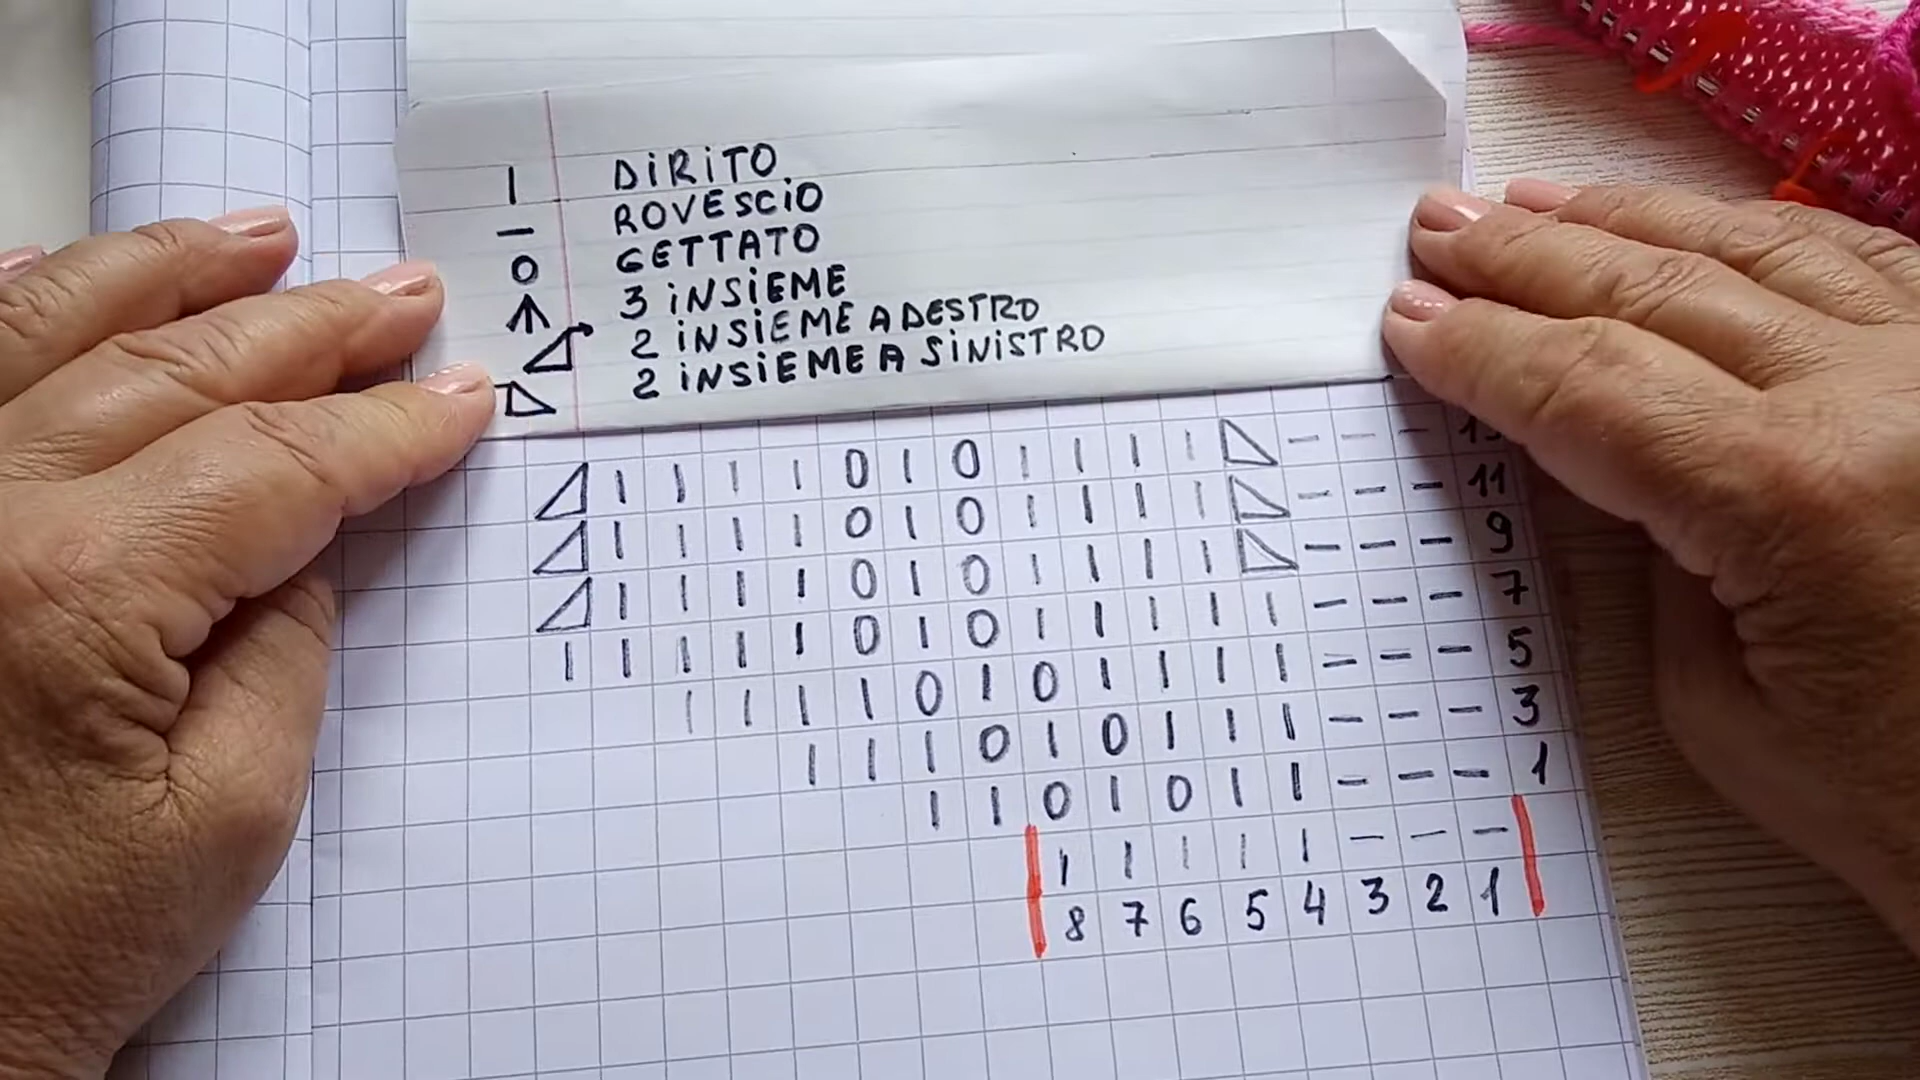 | DIRITO
— ROVESCIO
O GETTATO
↑ 3 INSIEME
◿ 2 INSIEME A DESTRO
◺ 2 INSIEME A SINISTRO
◿ | | | | O | O | | | | ◺ — — — 13
◿ | | | | O | O | | | | ◺ — — — 11
◿ | | | | O | O | | | | ◺ — — — 9
| | | | | O | O | | | | | — — — 7
| | | | O | O | | | | — — — 5
| | | O | O | | | — — — 3
| | O | O | | — — — 1
| | | | | — — —
8 7 6 5 4 3 2 1